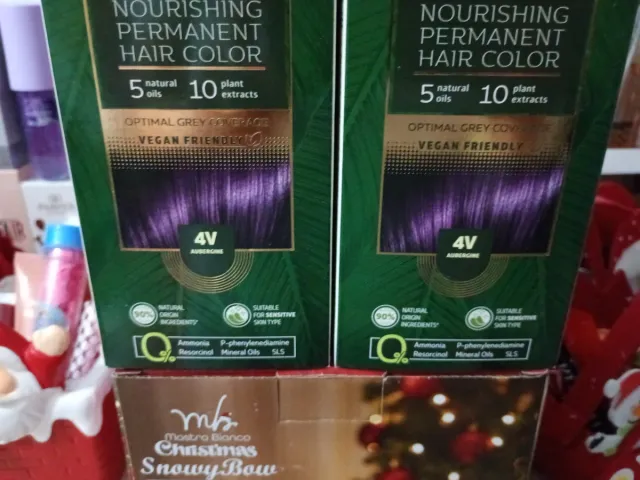 NOURISHING
PERMANENT
HAIR COLOR
5 natural oils 10 plant extracts
OPTIMAL GREY COVERAGE
VEGAN FRIENDLY
4V
AUBERGINE
90% NATURAL ORIGIN INGREDIENTS*
SUITABLE FOR SENSITIVE SKIN TYPE
0% Ammonia P-phenylenediamine
Resorcinol Mineral Oils SLS
NOURISHING
PERMANENT
HAIR COLOR
5 natural oils 10 plant extracts
OPTIMAL GREY COVERAGE
VEGAN FRIENDLY
4V
AUBERGINE
90% NATURAL ORIGIN INGREDIENTS*
SUITABLE FOR SENSITIVE SKIN TYPE
0% Ammonia P-phenylenediamine
Resorcinol Mineral Oils SLS
mb
Mastro Bianco
Christmas
Snowy Bow